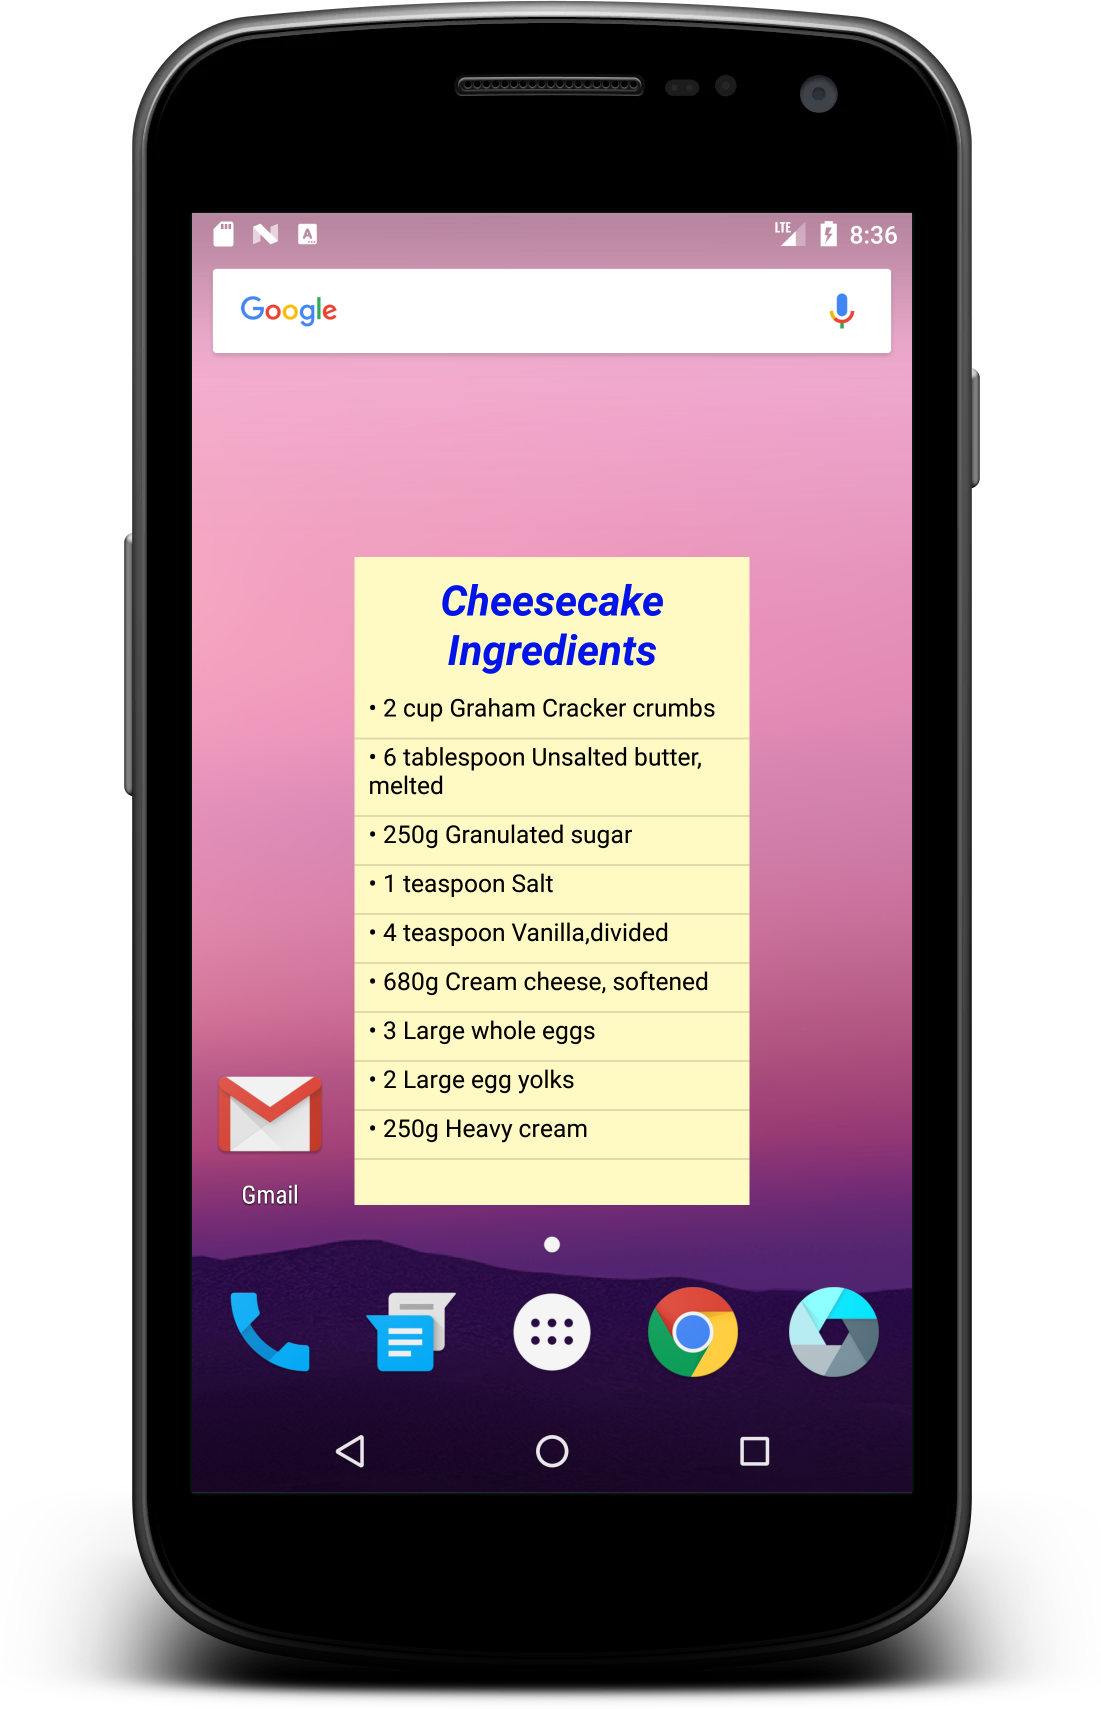 LTE 8:36
Google
Cheesecake
Ingredients
• 2 cup Graham Cracker crumbs
• 6 tablespoon Unsalted butter,
melted
• 250g Granulated sugar
• 1 teaspoon Salt
• 4 teaspoon Vanilla,divided
• 680g Cream cheese, softened
• 3 Large whole eggs
• 2 Large egg yolks
• 250g Heavy cream
Gmail